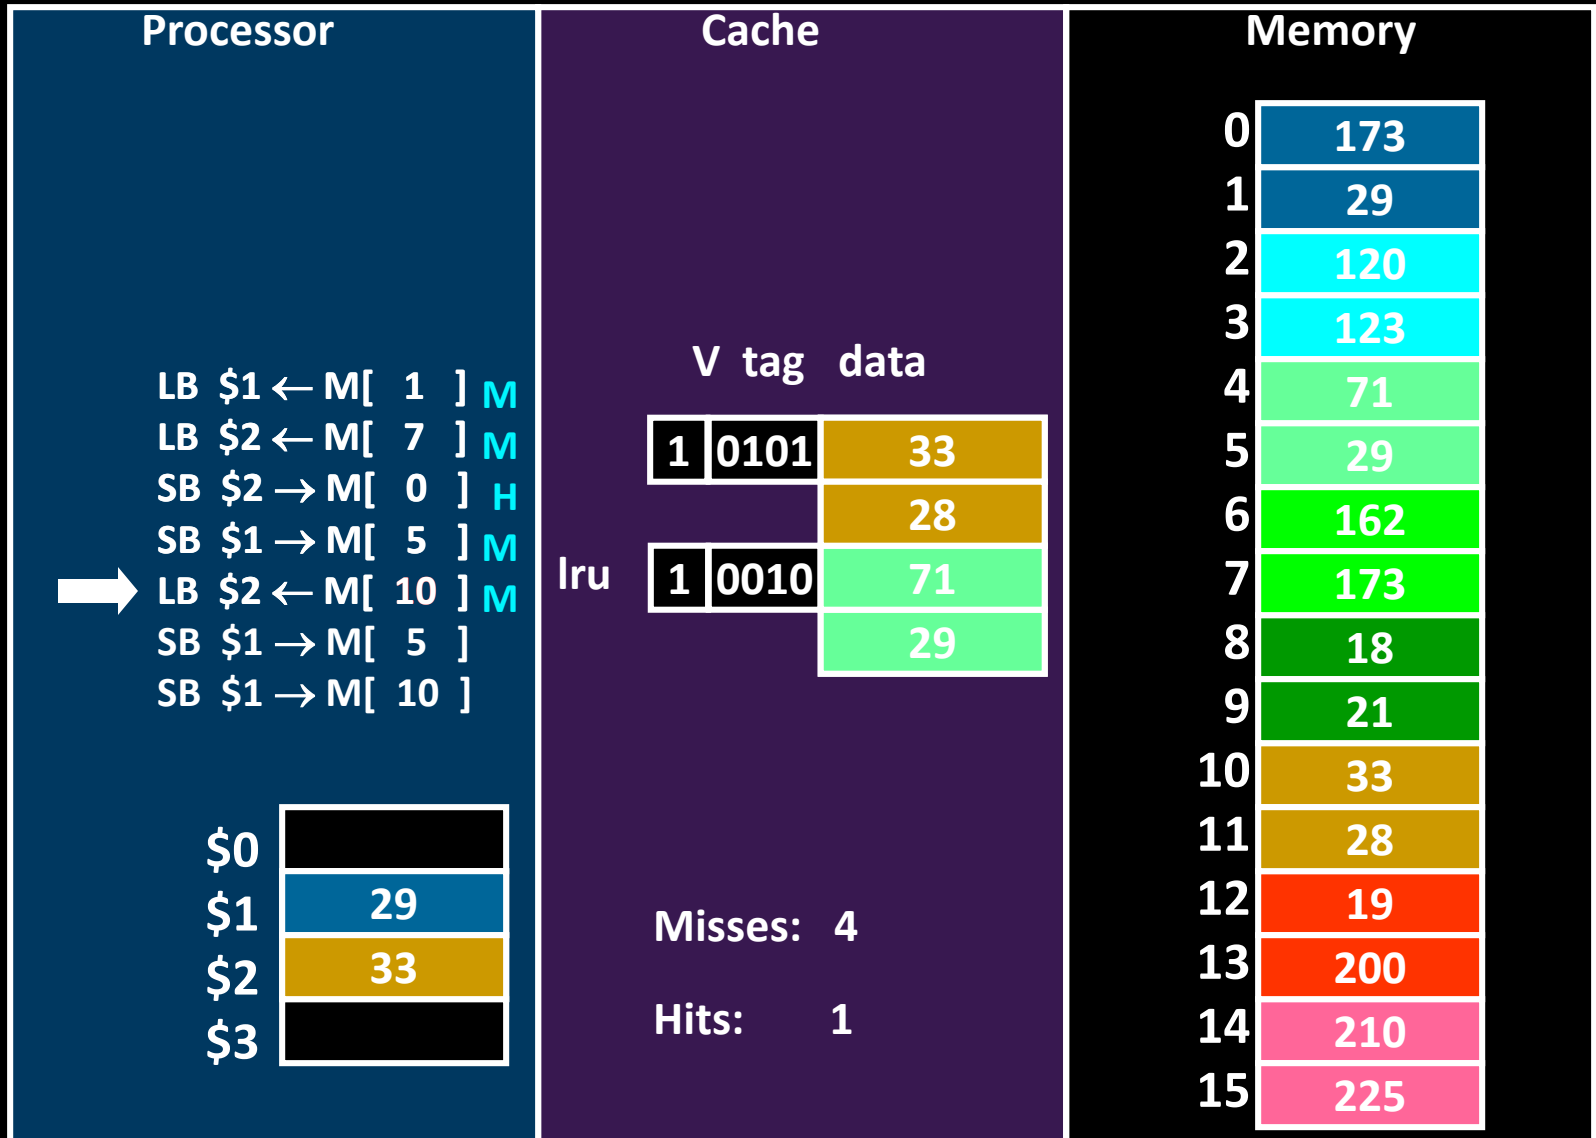 Processor
LB $1 ← M[ 1 ] M
LB $2 ← M[ 7 ] M
SB $2 → M[ 0 ] H
SB $1 → M[ 5 ] M
LB $2 ← M[ 10 ] M
SB $1 → M[ 5 ]
SB $1 → M[ 10 ]
$0
$1 29
$2 33
$3
Cache
V tag data
1 0101 33
28
lru 1 0010 71
29
Misses: 4
Hits: 1
Memory
0 173
1 29
2 120
3 123
4 71
5 29
6 162
7 173
8 18
9 21
10 33
11 28
12 19
13 200
14 210
15 225